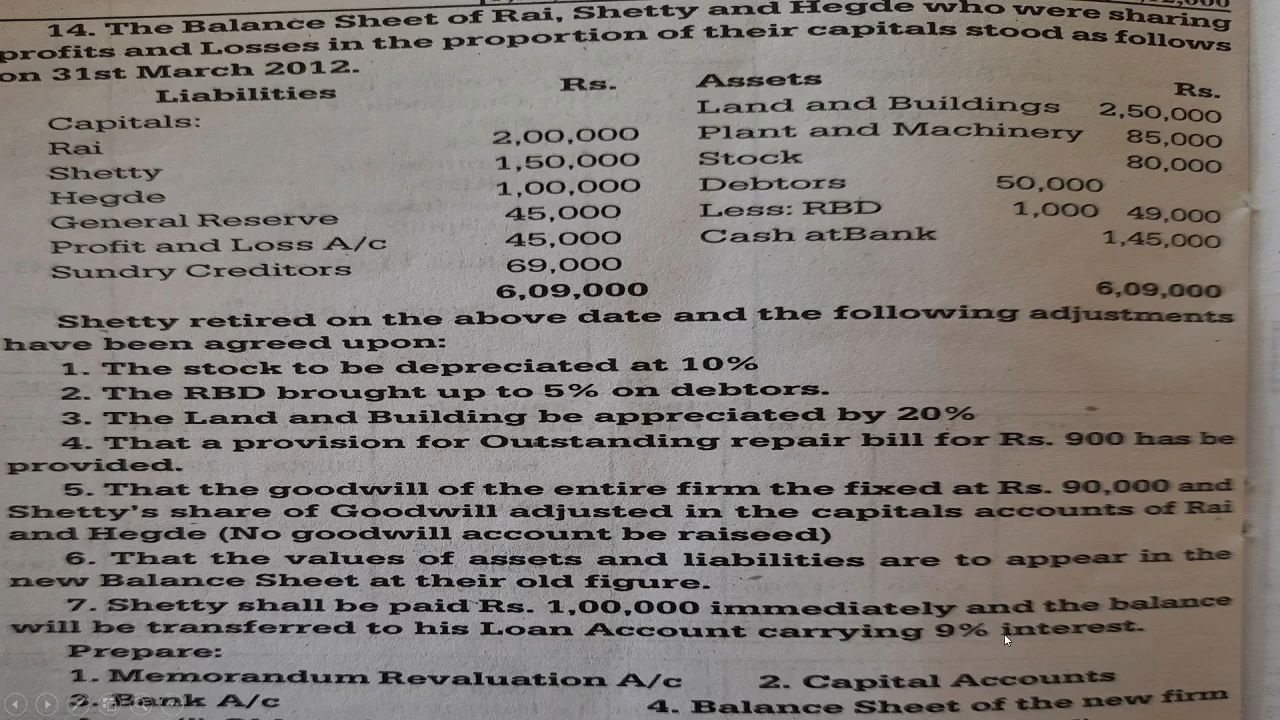 14. The Balance Sheet of Rai, Shetty and Hegde who were sharing
profits and Losses in the proportion of their capitals stood as follows
on 31st March 2012.
Liabilities Rs. Assets Rs.
Capitals: Land and Buildings 2,50,000
Rai 2,00,000 Plant and Machinery 85,000
Shetty 1,50,000 Stock 80,000
Hegde 1,00,000 Debtors 50,000
General Reserve 45,000 Less: RBD 1,000 49,000
Profit and Loss A/c 45,000 Cash atBank 1,45,000
Sundry Creditors 69,000
6,09,000 6,09,000
Shetty retired on the above date and the following adjustments
have been agreed upon:
1. The stock to be depreciated at 10%
2. The RBD brought up to 5% on debtors.
3. The Land and Building be appreciated by 20%
4. That a provision for Outstanding repair bill for Rs. 900 has be
provided.
5. That the goodwill of the entire firm the fixed at Rs. 90,000 and
Shetty's share of Goodwill adjusted in the capitals accounts of Rai
and Hegde (No goodwill account be raiseed)
6. That the values of assets and liabilities are to appear in the
new Balance Sheet at their old figure.
7. Shetty shall be paid Rs. 1,00,000 immediately and the balance
will be transferred to his Loan Account carrying 9% interest.
Prepare:
1. Memorandum Revaluation A/c 2. Capital Accounts
3. Bank A/c 4. Balance Sheet of the new firm